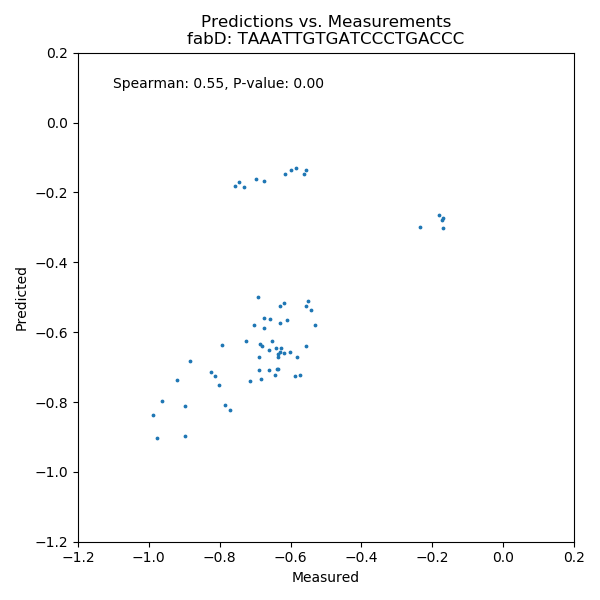 Predictions vs. Measurements
fabD: TAAATTGTGATCCCTGACCC
Spearman: 0.55, P-value: 0.00
0.2
0.0
−0.2
−0.4
−0.6
−0.8
−1.0
−1.2
Predicted
−1.2 −1.0 −0.8 −0.6 −0.4 −0.2 0.0 0.2
Measured